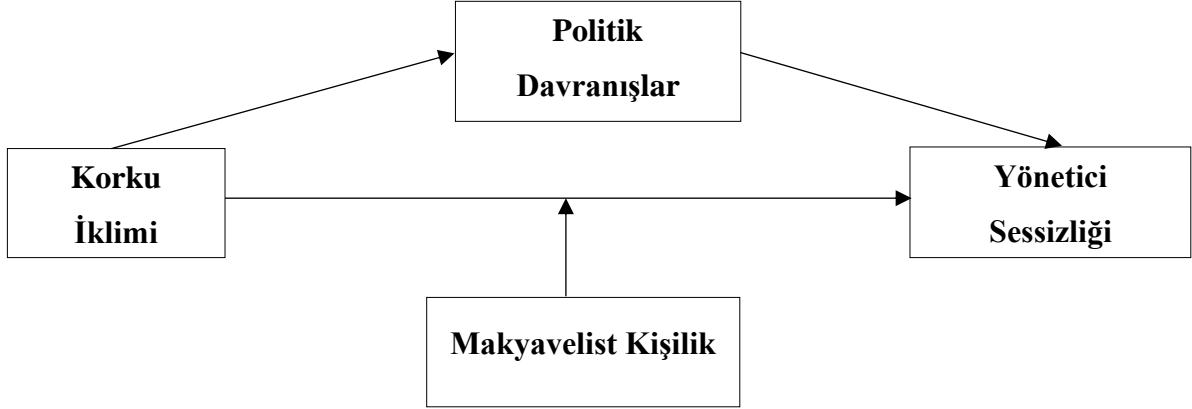 Politik
Davranışlar
Korku
İklimi
Yönetici
Sessizliği
Makyavelist Kişilik